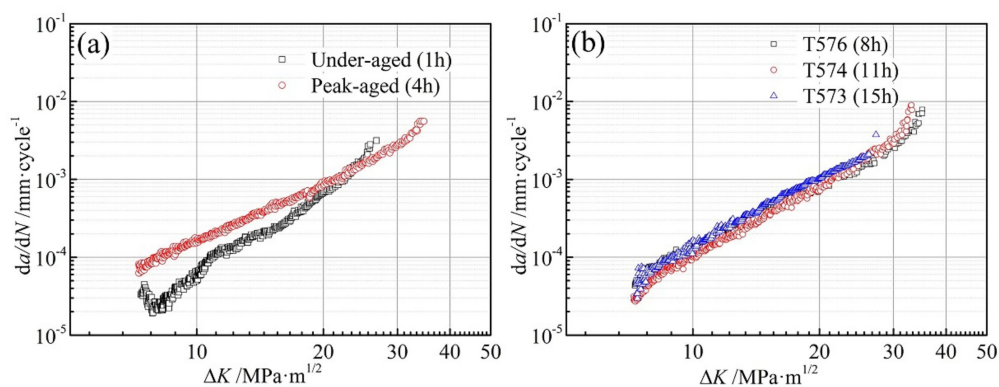 (a)
Under-aged (1h)
Peak-aged (4h)
da/dN /mm·cycle⁻¹
10⁻¹
10⁻²
10⁻³
10⁻⁴
10⁻⁵
10 20 30 40 50
ΔK /MPa·m¹/²
(b)
T576 (8h)
T574 (11h)
T573 (15h)
da/dN /mm·cycle⁻¹
10⁻¹
10⁻²
10⁻³
10⁻⁴
10⁻⁵
10 20 30 40 50
ΔK /MPa·m¹/²